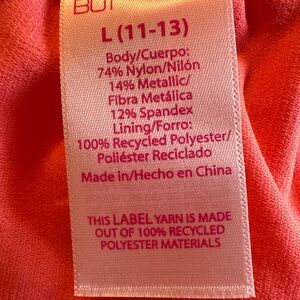 L (11-13)
Body/Cuerpo:
74% Nylon/Nilón
14% Metallic/
Fibra Metálica
12% Spandex
Lining/Forro:
100% Recycled Polyester/
Poliéster Reciclado
Made in/Hecho en China
THIS LABEL YARN IS MADE
OUT OF 100% RECYCLED
POLYESTER MATERIALS